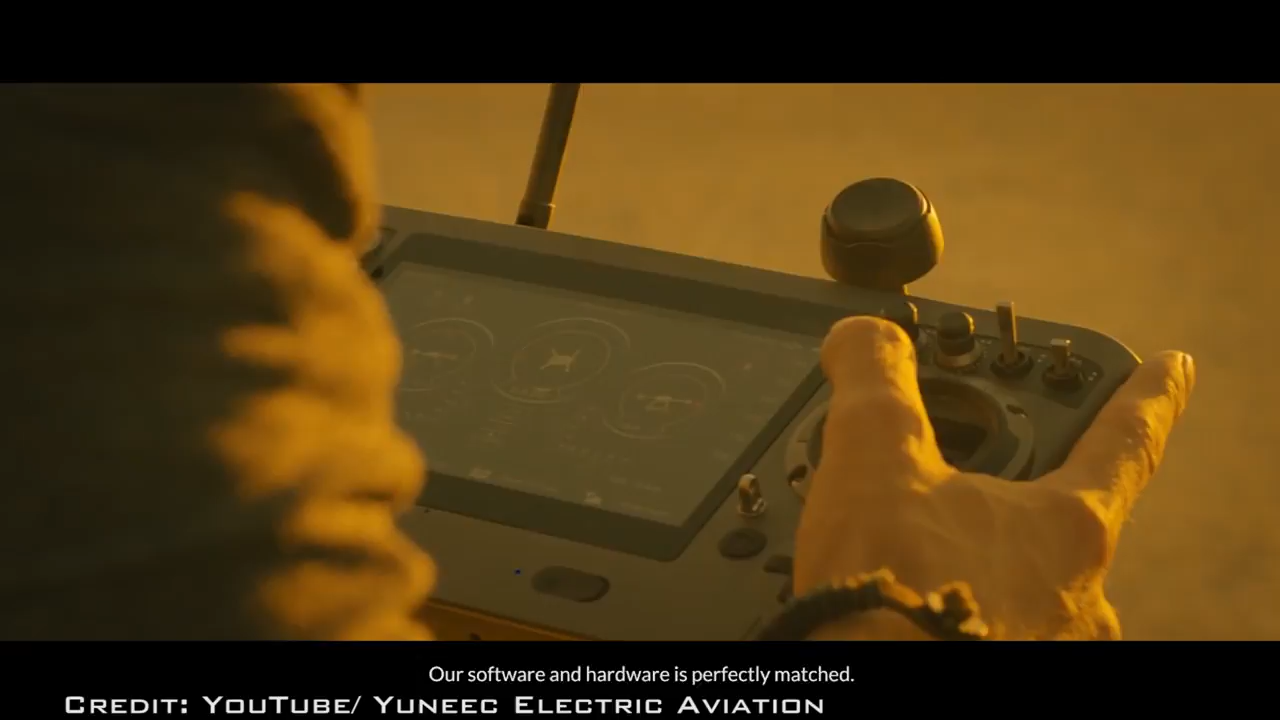 Our software and hardware is perfectly matched.
Credit: YouTube/ Yuneec Electric Aviation